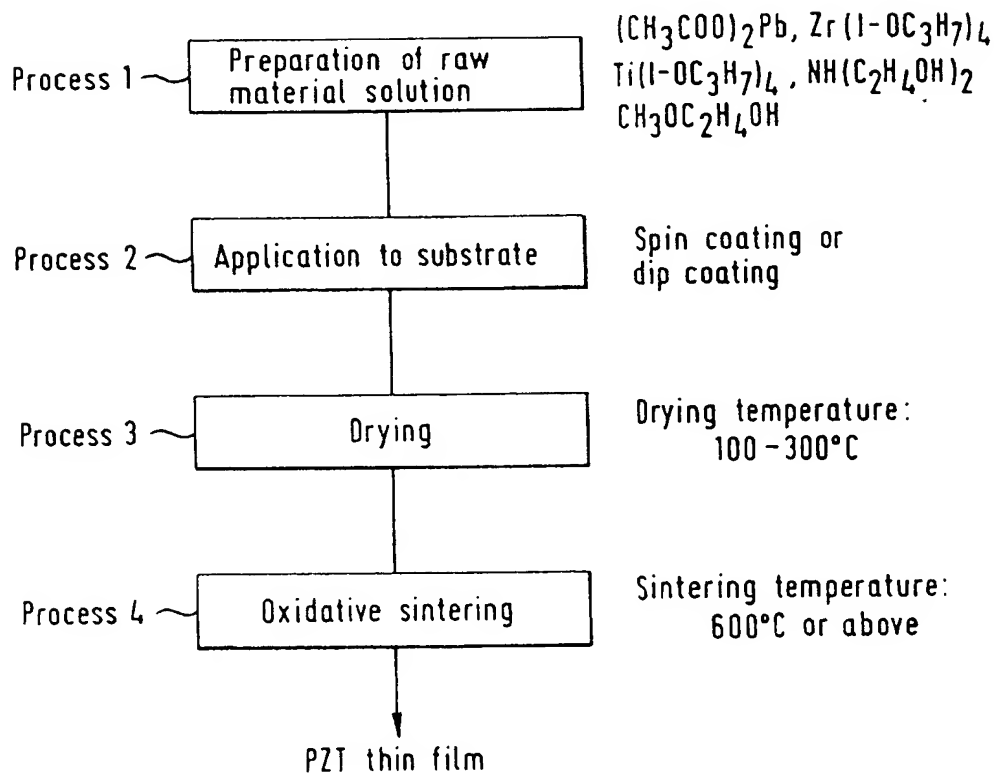 Process 1
Preparation of raw
material solution
(CH3COO)2Pb, Zr(I-OC3H7)4
Ti(I-OC3H7)4, NH(C2H4OH)2
CH3OC2H4OH
Process 2
Application to substrate
Spin coating or
dip coating
Process 3
Drying
Drying temperature:
100-300°C
Process 4
Oxidative sintering
Sintering temperature:
600°C or above
PZT thin film